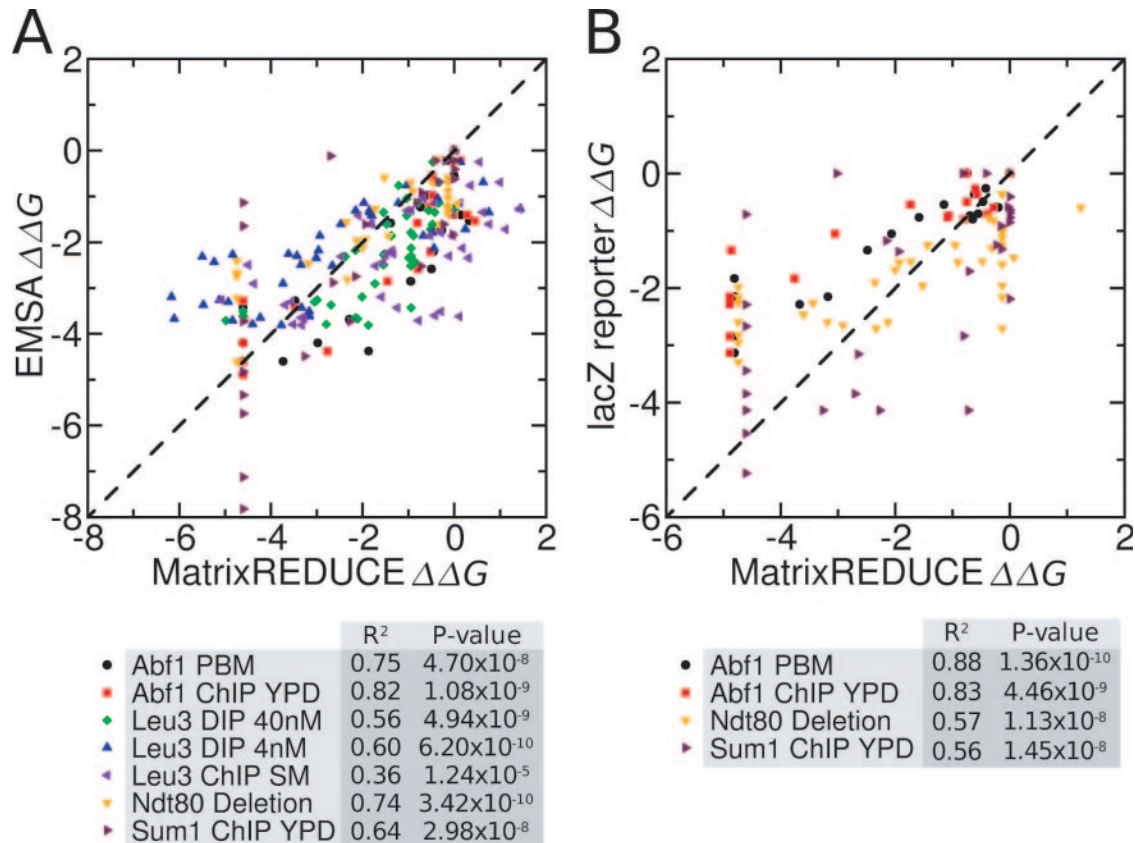 A
B
2
0
-2
-4
-6
-8
EMSA ΔΔG
-8 -6 -4 -2 0 2
MatrixREDUCE ΔΔG
2
0
-2
-4
-6
lacZ reporter ΔΔG
-6 -4 -2 0 2
MatrixREDUCE ΔΔG
R² P-value
Abf1 PBM 0.75 4.70x10⁻⁸
Abf1 ChIP YPD 0.82 1.08x10⁻⁹
Leu3 DIP 40nM 0.56 4.94x10⁻⁹
Leu3 DIP 4nM 0.60 6.20x10⁻¹⁰
Leu3 ChIP SM 0.36 1.24x10⁻⁵
Ndt80 Deletion 0.74 3.42x10⁻¹⁰
Sum1 ChIP YPD 0.64 2.98x10⁻⁸
R² P-value
Abf1 PBM 0.88 1.36x10⁻¹⁰
Abf1 ChIP YPD 0.83 4.46x10⁻⁹
Ndt80 Deletion 0.57 1.13x10⁻⁸
Sum1 ChIP YPD 0.56 1.45x10⁻⁸